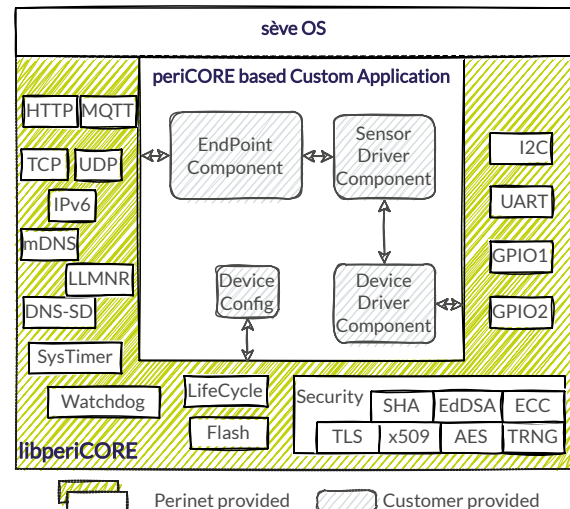 sève OS
periCORE based Custom Application
HTTP MQTT
TCP UDP
IPv6
mDNS
LLMNR
DNS-SD
SysTimer
Watchdog
libperiCORE
EndPoint
Component
Sensor
Driver
Component
Device
Config
Device
Driver
Component
I2C
UART
GPIO1
GPIO2
LifeCycle
Flash
Security
SHA EdDSA ECC
TLS x509 AES TRNG
Perinet provided
Customer provided